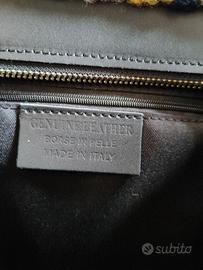 GENUINE LEATHER
BORSE IN PELLE
MADE IN ITALY
subito